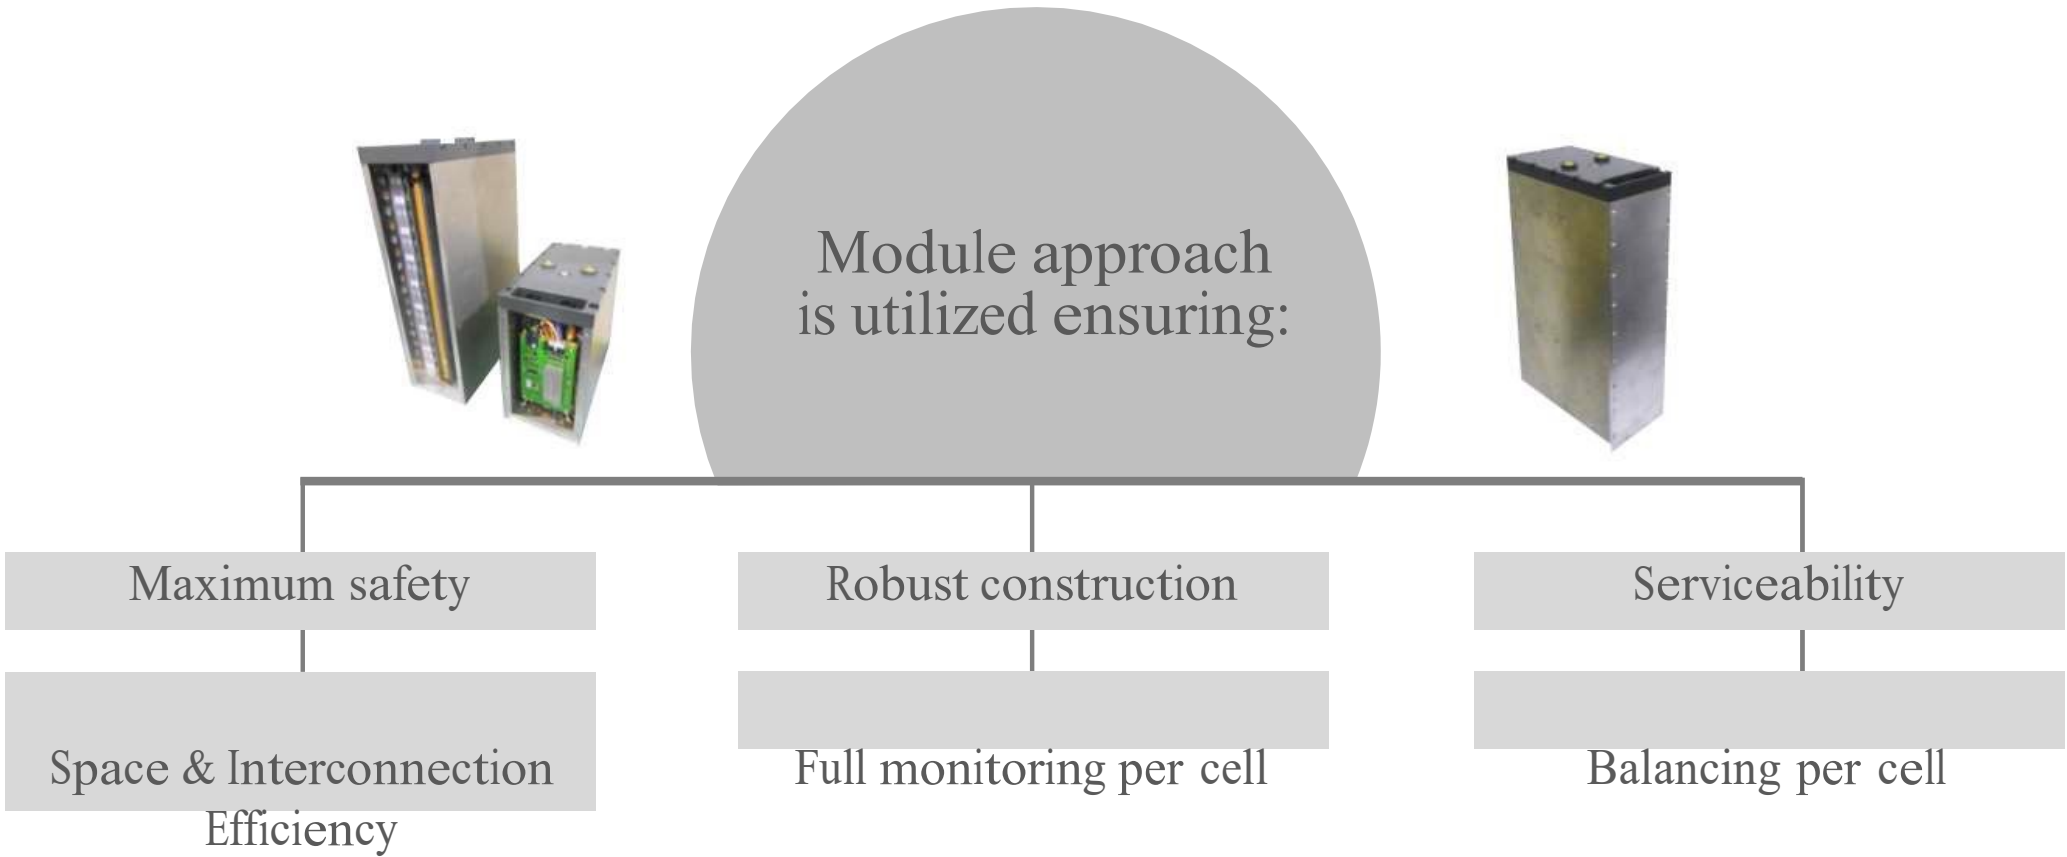 Module approach
is utilized ensuring:
Maximum safety
Robust construction
Serviceability
Space & Interconnection
Efficiency
Full monitoring per cell
Balancing per cell